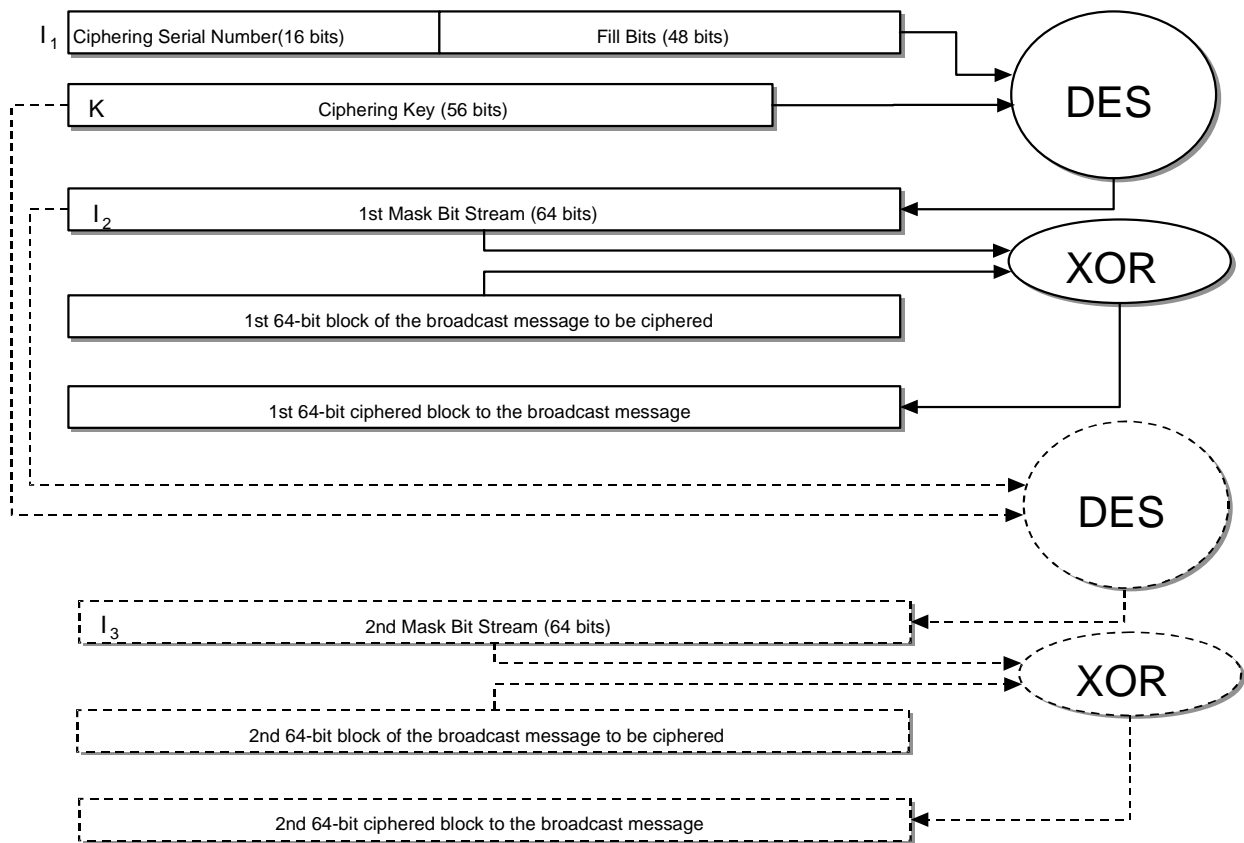 I1 Ciphering Serial Number(16 bits) Fill Bits (48 bits)
DES
K Ciphering Key (56 bits)
I2 1st Mask Bit Stream (64 bits)
XOR
1st 64-bit block of the broadcast message to be ciphered
1st 64-bit ciphered block to the broadcast message
DES
I3 2nd Mask Bit Stream (64 bits)
XOR
2nd 64-bit block of the broadcast message to be ciphered
2nd 64-bit ciphered block to the broadcast message